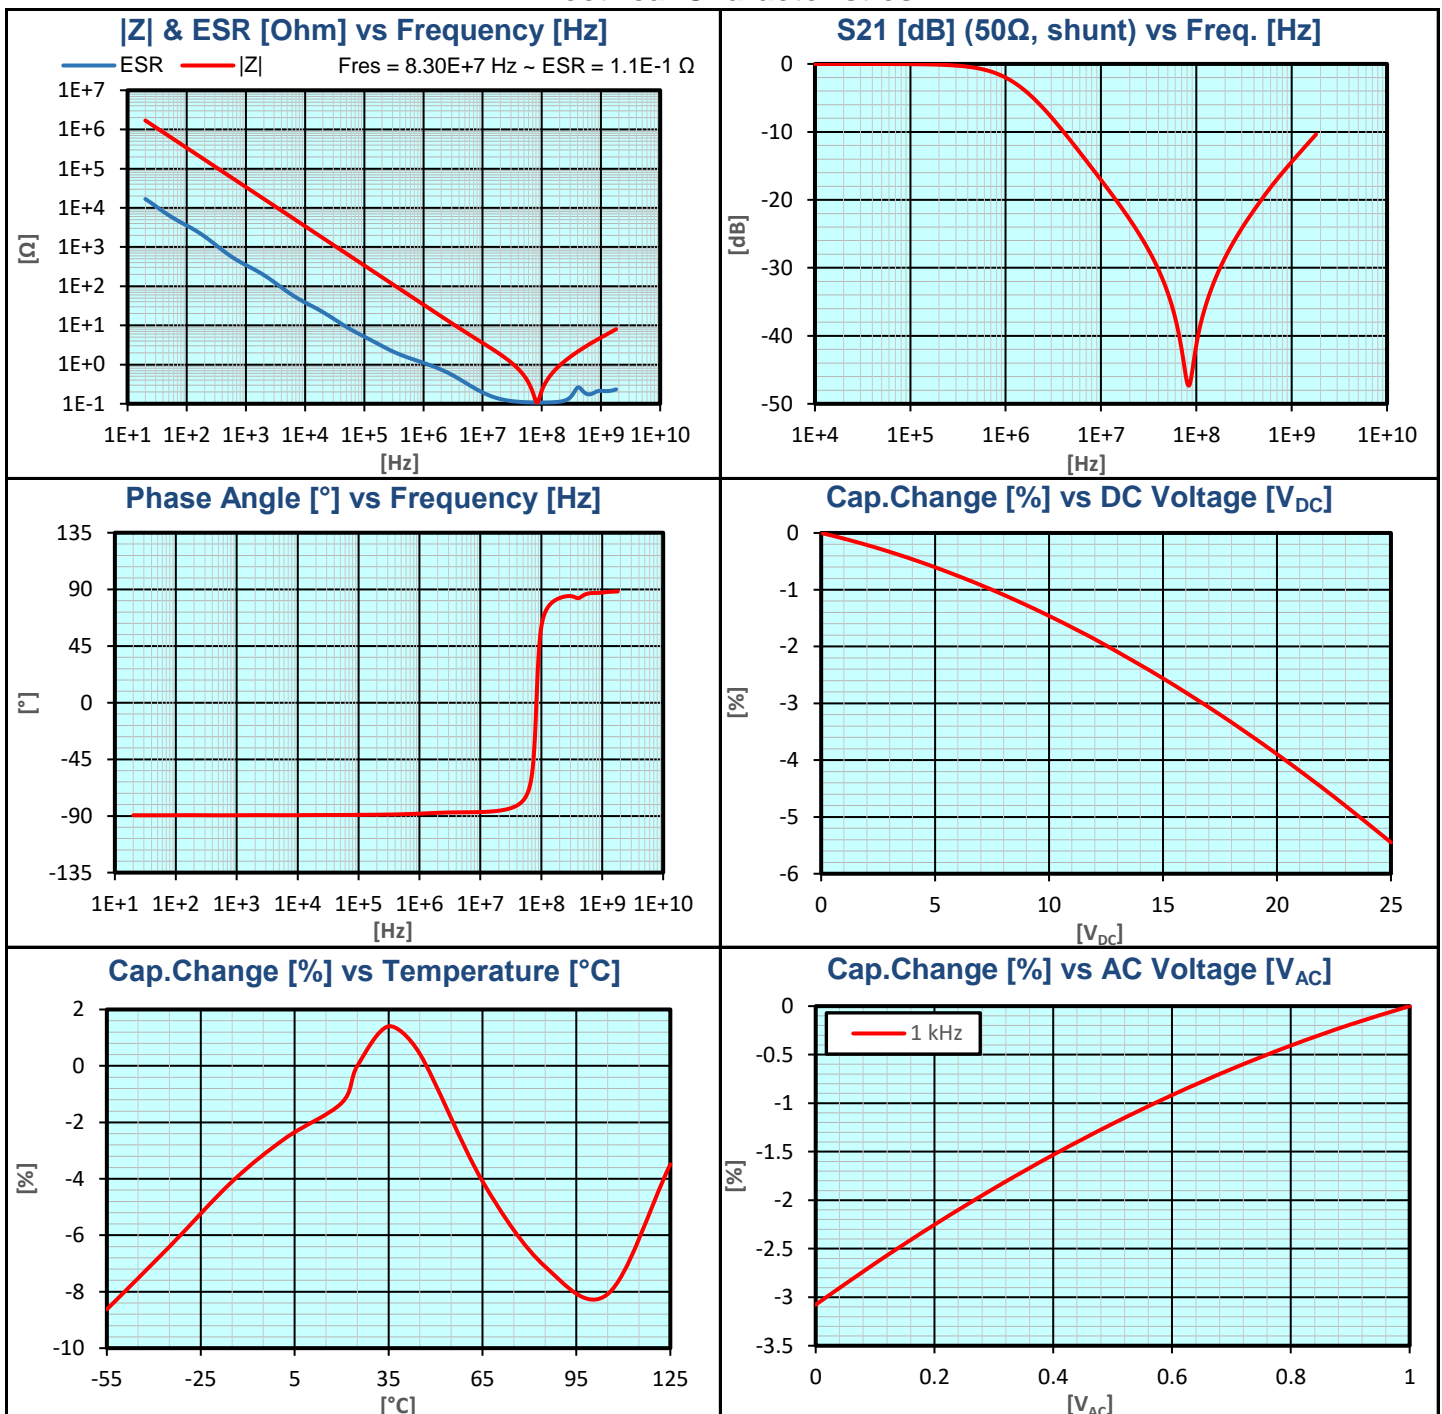 |Z| & ESR [Ohm] vs Frequency [Hz]
ESR |Z| Fres = 8.30E+7 Hz ~ ESR = 1.1E-1 Ω
1E+7
1E+6
1E+5
1E+4
1E+3
1E+2
1E+1
1E+0
1E-1
[Ω]
1E+1 1E+2 1E+3 1E+4 1E+5 1E+6 1E+7 1E+8 1E+9 1E+10
[Hz]
S21 [dB] (50Ω, shunt) vs Freq. [Hz]
0
-10
-20
-30
-40
-50
[dB]
1E+4 1E+5 1E+6 1E+7 1E+8 1E+9 1E+10
[Hz]
Phase Angle [°] vs Frequency [Hz]
135
90
45
0
-45
-90
-135
[°]
1E+1 1E+2 1E+3 1E+4 1E+5 1E+6 1E+7 1E+8 1E+9 1E+10
[Hz]
Cap.Change [%] vs DC Voltage [VDC]
0
-1
-2
-3
-4
-5
-6
[%]
0 5 10 15 20 25
[VDC]
Cap.Change [%] vs Temperature [°C]
2
0
-2
-4
-6
-8
-10
[%]
-55 -25 5 35 65 95 125
[°C]
Cap.Change [%] vs AC Voltage [VAC]
1 kHz
0
-0.5
-1
-1.5
-2
-2.5
-3
-3.5
[%]
0 0.2 0.4 0.6 0.8 1
[VAC]